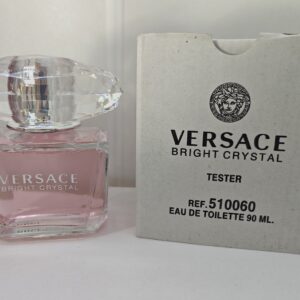 VERSACE
BRIGHT CRYSTAL
VERSACE
BRIGHT CRYSTAL
TESTER
REF. 510060
EAU DE TOILETTE 90 ML.